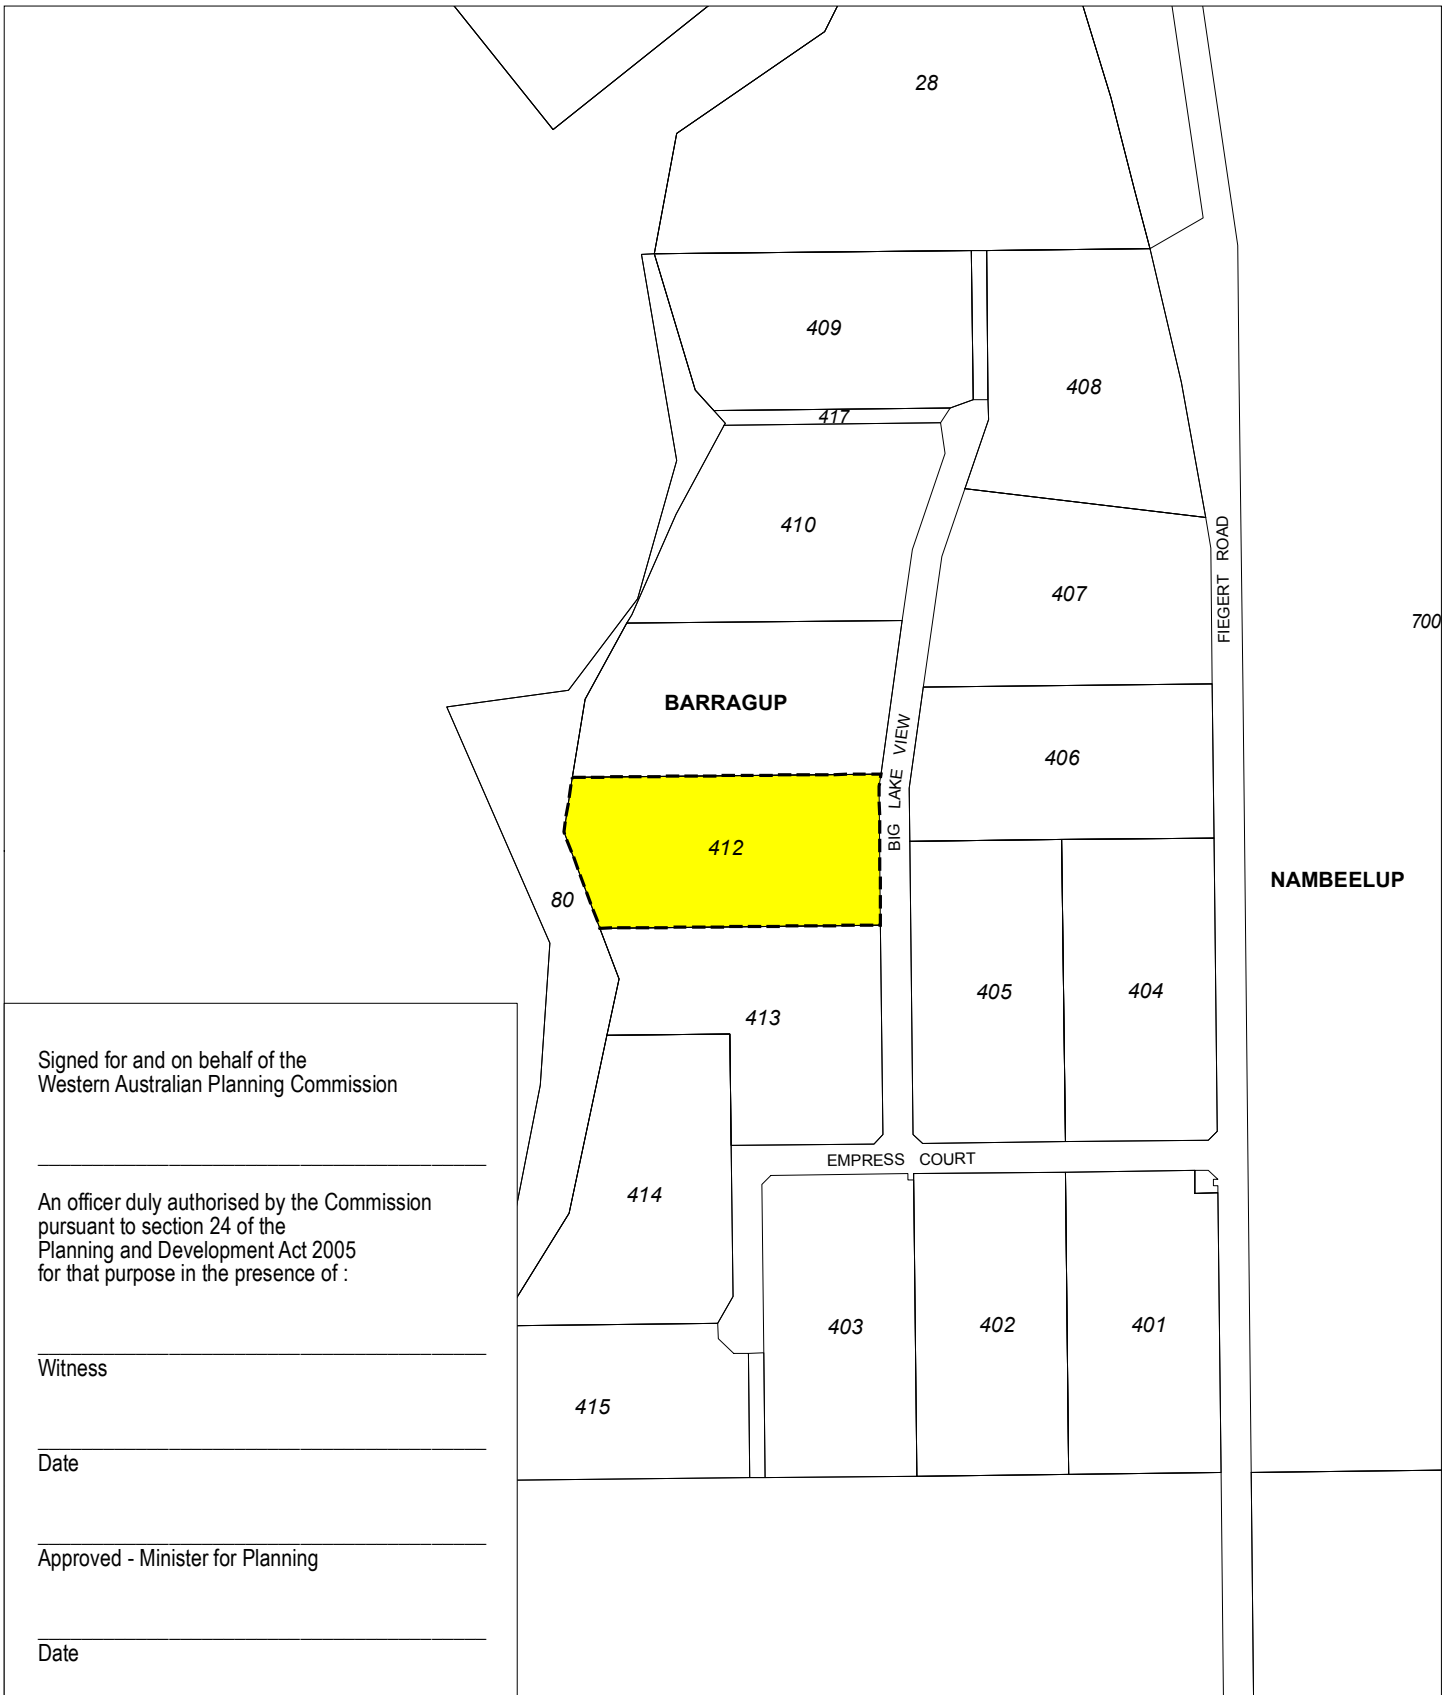 28
409
408
417
410
FIEGERT ROAD
407
700
BARRAGUP
BIG LAKE VIEW
406
412
80
NAMBEELUP
405
404
413
EMPRESS COURT
414
403
402
401
415
Signed for and on behalf of the
Western Australian Planning Commission
An officer duly authorised by the Commission
pursuant to section 24 of the
Planning and Development Act 2005
for that purpose in the presence of :
Witness
Date
Approved - Minister for Planning
Date